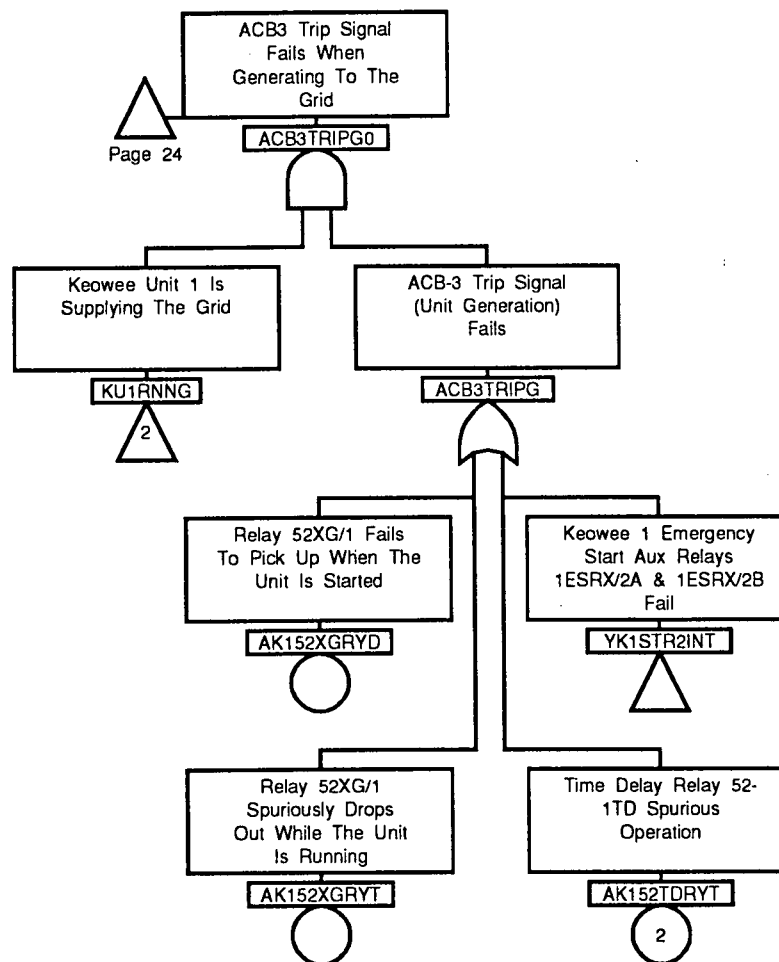 ACB3 Trip Signal
Fails When
Generating To The
Grid
Page 24
ACB3TRIPG0
Keowee Unit 1 Is
Supplying The Grid
KU1RNNG
2
ACB-3 Trip Signal
(Unit Generation)
Fails
ACB3TRIPG
Relay 52XG/1 Fails
To Pick Up When The
Unit Is Started
AK152XGRYD
Keowee 1 Emergency
Start Aux Relays
1ESRX/2A & 1ESRX/2B
Fail
YK1STR2INT
Relay 52XG/1
Spuriously Drops
Out While The Unit
Is Running
AK152XGRYT
Time Delay Relay 52-
1TD Spurious
Operation
AK152TDRYT
2